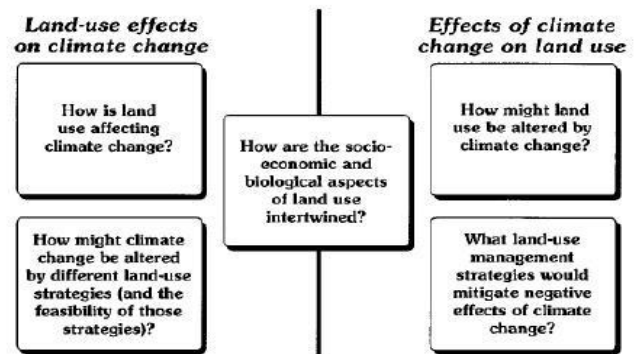 Land-use effects
on climate change
How is land
use affecting
climate change?
How might climate
change be altered
by different land-use
strategies (and the
feasibility of those
strategies)?
How are the socio-
economic and
biological aspects
of land use
intertwined?
Effects of climate
change on land use
How might land
use be altered by
climate change?
What land-use
management
strategies would
mitigate negative
effects of climate
change?